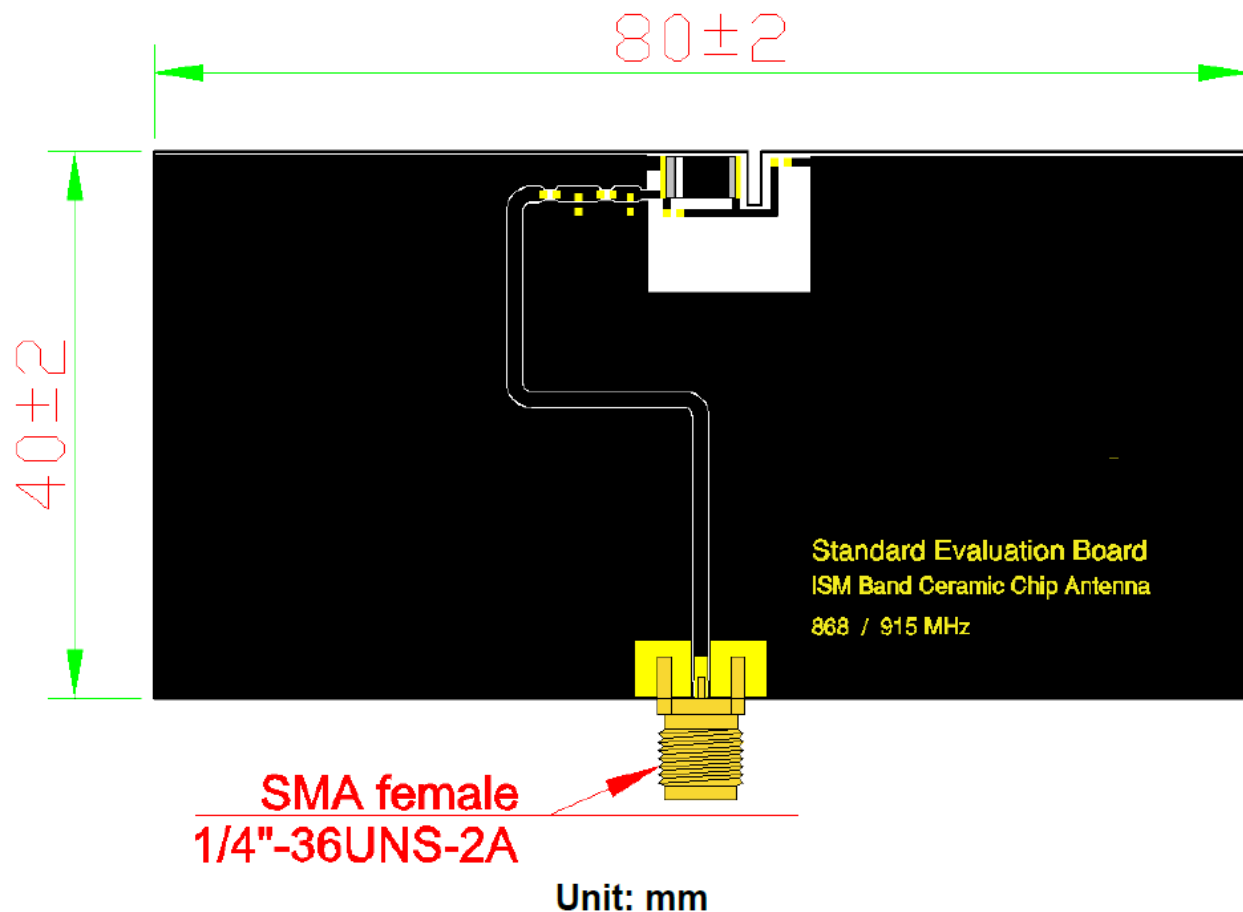 80±2
40±2
Standard Evaluation Board
ISM Band Ceramic Chip Antenna
868 / 915 MHz
SMA female
1/4"-36UNS-2A
Unit: mm